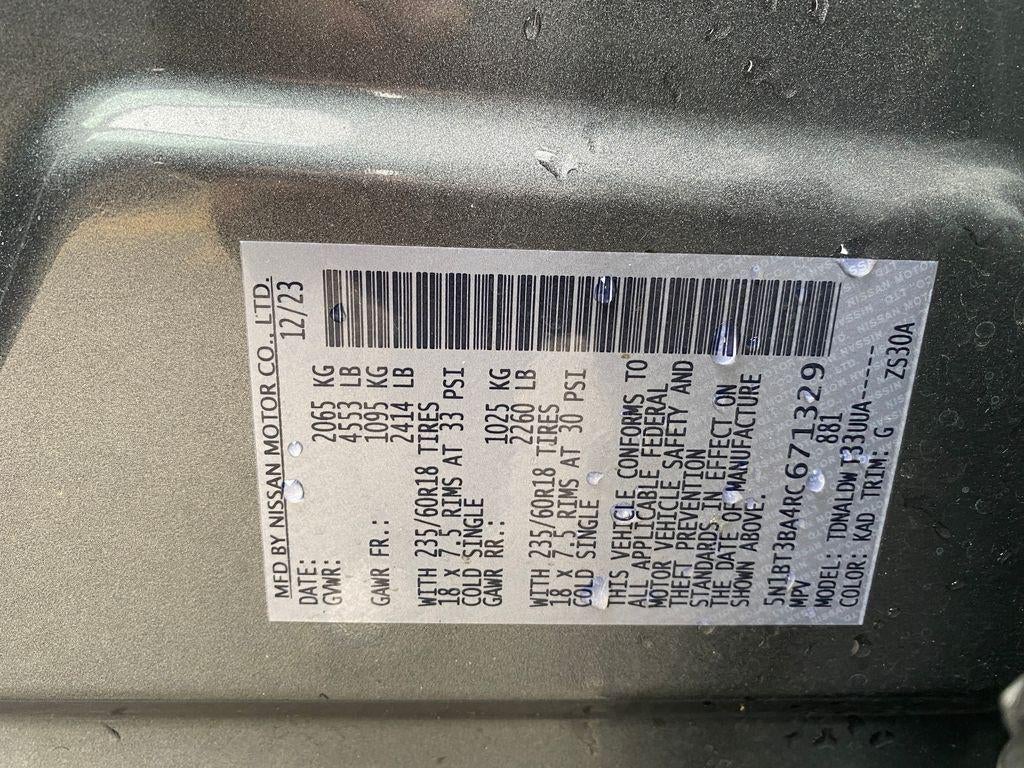 MFD BY NISSAN MOTOR CO., LTD.
DATE: 12/23
GVWR: 2065 KG
4553 LB
GAWR FR.: 1095 KG
2414 LB
WITH 235/60R18 TIRES
18 x 7.5 RIMS AT 33 PSI
COLD SINGLE
GAWR RR.: 1025 KG
2260 LB
WITH 235/60R18 TIRES
18 x 7.5 RIMS AT 30 PSI
COLD SINGLE
THIS VEHICLE CONFORMS TO
ALL APPLICABLE FEDERAL
MOTOR VEHICLE SAFETY AND
THEFT PREVENTION
STANDARDS IN EFFECT ON
THE DATE OF MANUFACTURE
SHOWN ABOVE.
5N1BT3BA4RC671329
MPV 881
MODEL: TDNALDWT33UUA-----
COLOR: KAD TRIM: G ZS30A